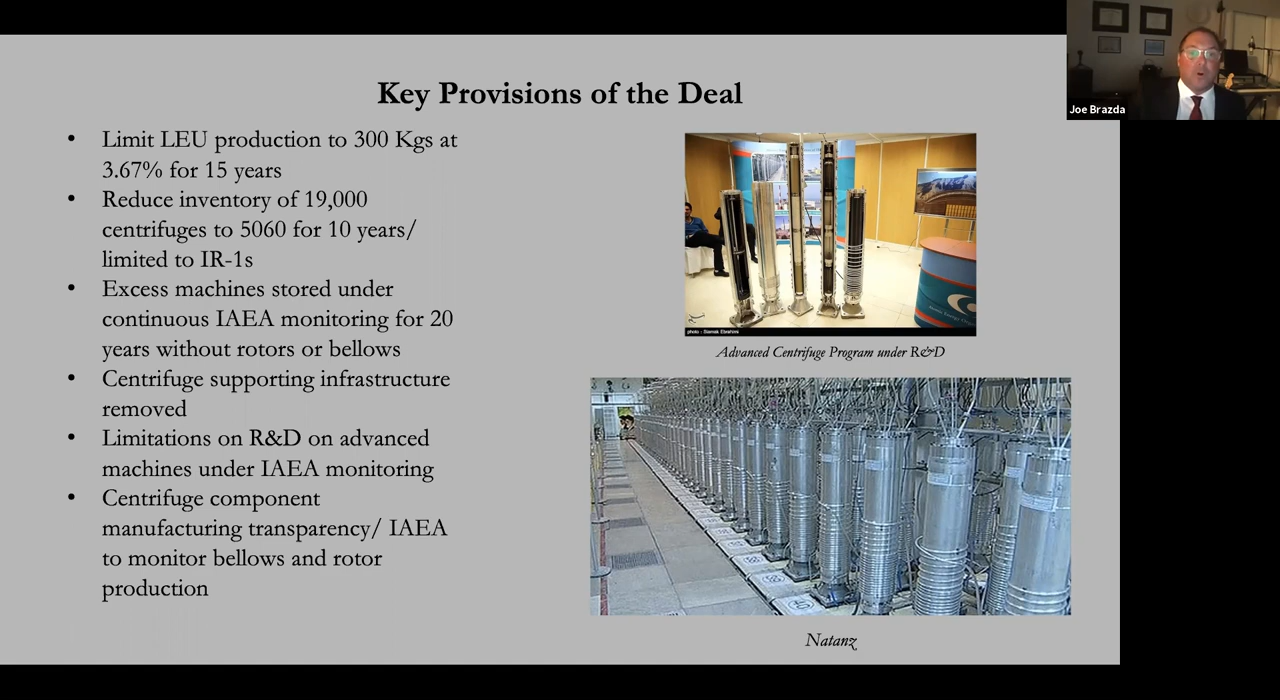 Key Provisions of the Deal
• Limit LEU production to 300 Kgs at
3.67% for 15 years
• Reduce inventory of 19,000
centrifuges to 5060 for 10 years/
limited to IR-1s
• Excess machines stored under
continuous IAEA monitoring for 20
years without rotors or bellows
• Centrifuge supporting infrastructure
removed
• Limitations on R&D on advanced
machines under IAEA monitoring
• Centrifuge component
manufacturing transparency/ IAEA
to monitor bellows and rotor
production
photo : Siamak Ebrahimi
Advanced Centrifuge Program under R&D
Natanz
Joe Brazda